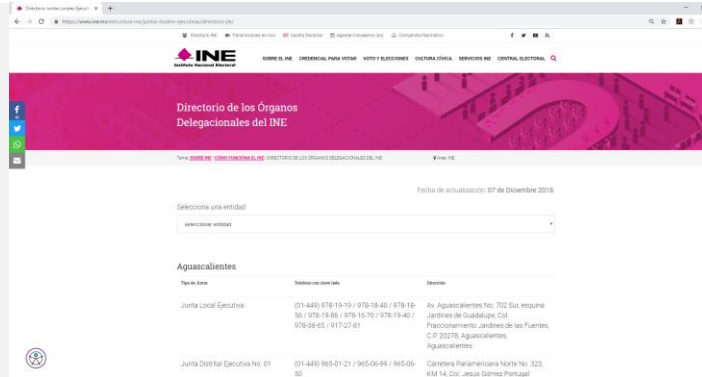 Directorio Juntas Locales Ejecut
https://www.ine.mx/estructura-ine/juntas-locales-ejecutivas/directorio-jle/
Directorio INE Transmisiones en vivo Gaceta Electoral Agenda Consejeros Compendio Normativo
INE
Instituto Nacional Electoral
SOBRE EL INE CREDENCIAL PARA VOTAR VOTO Y ELECCIONES CULTURA CÍVICA SERVICIOS INE CENTRAL ELECTORAL
Directorio de los Órganos
Delegacionales del INE
Tema: SOBRE INE / CÓMO FUNCIONA EL INE / DIRECTORIO DE LOS ÓRGANOS DELEGACIONALES DEL INE Área: INE
Fecha de actualización: 07 de Diciembre 2018.
Selecciona una entidad:
seleccionar entidad
Aguascalientes
Tipo de Junta Teléfono con clave lada Dirección
Junta Local Ejecutiva (01-449) 978-19-19 / 978-18-40 / 978-18- Av. Aguascalientes No. 702 Sur, esquina
56 / 978-19-86 / 978-16-70 / 978-19-40 / Jardines de Guadalupe, Col.
978-38-65 / 917-27-81 Fraccionamiento Jardines de las Fuentes,
C.P. 20278, Aguascalientes,
Aguascalientes.
Junta Distrital Ejecutiva No. 01 (01-449) 965-01-21 / 965-06-99 / 965-06- Carretera Panamericana Norte No. 323,
50 KM 14, Col. Jesús Gómez Portugal